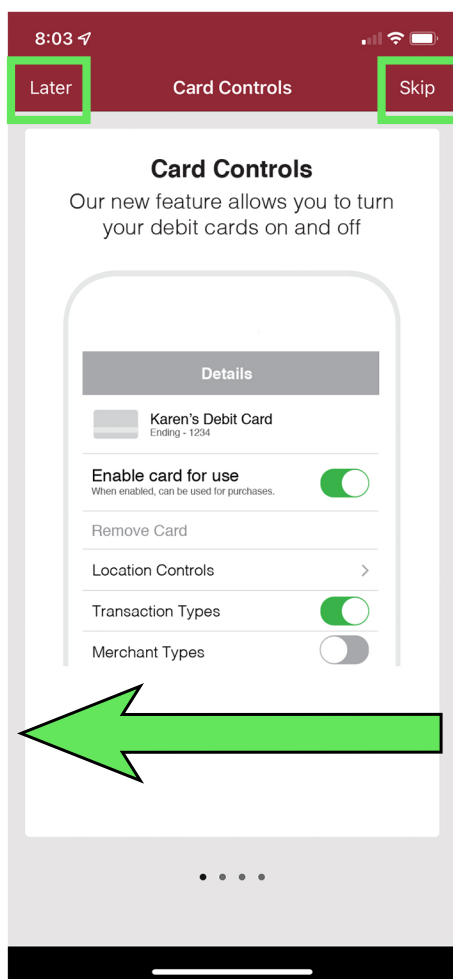 8:03
Later Card Controls Skip
Card Controls
Our new feature allows you to turn
your debit cards on and off
Details
Karen's Debit Card
Ending - 1234
Enable card for use
When enabled, can be used for purchases.
Remove Card
Location Controls
Transaction Types
Merchant Types